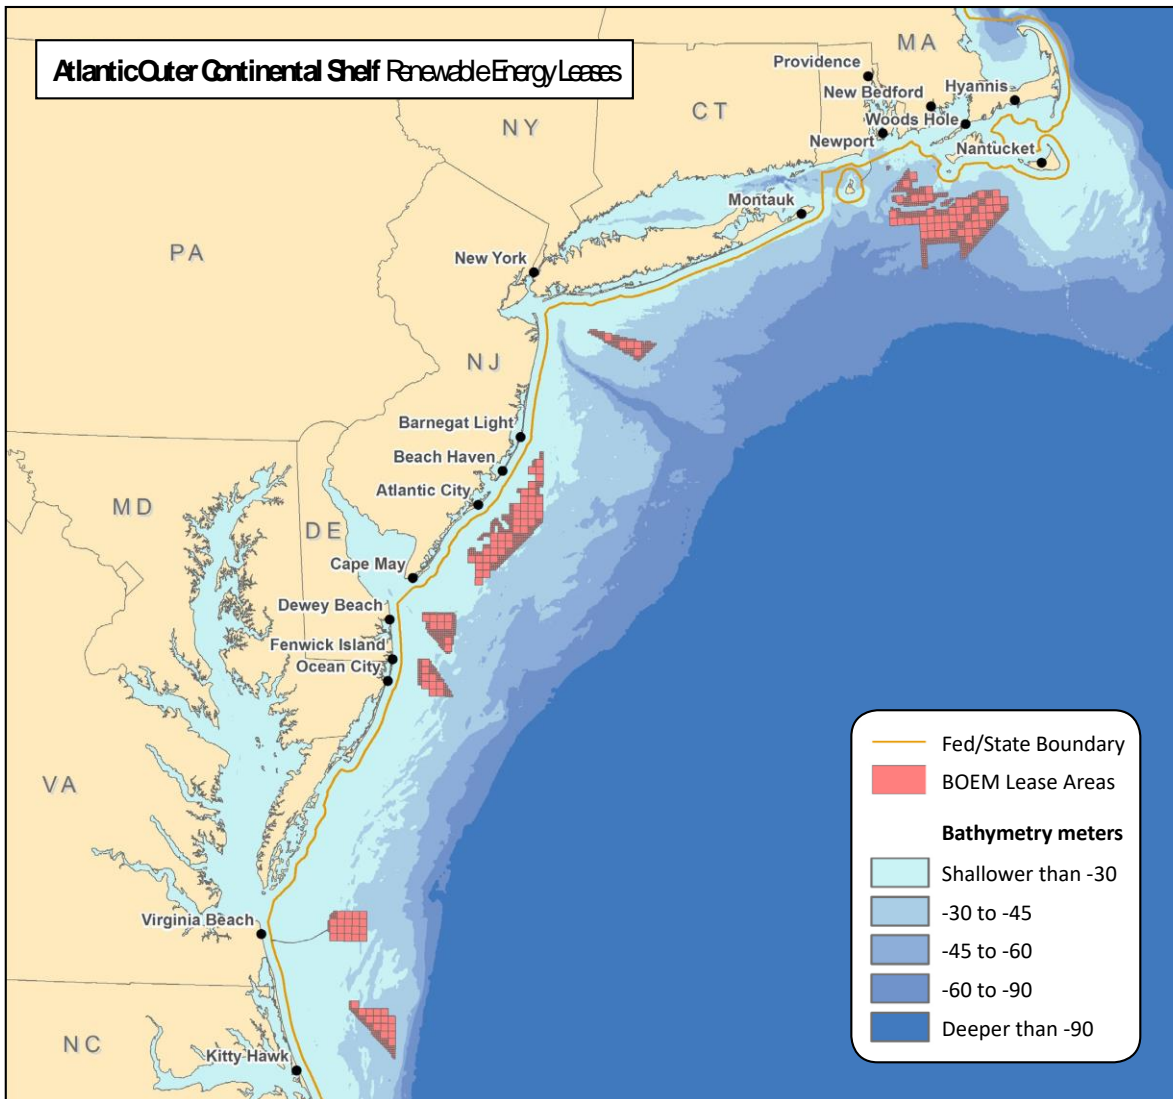 Atlantic Outer Continental Shelf Renewable Energy Leases
MA
Providence
New Bedford
Hyannis
CT
Woods Hole
NY
Newport
Nantucket
Montauk
PA
New York
NJ
Barnegat Light
Beach Haven
Atlantic City
MD
DE
Cape May
Dewey Beach
Fenwick Island
Ocean City
VA
Virginia Beach
NC
Kitty Hawk
Fed/State Boundary
BOEM Lease Areas
Bathymetry meters
Shallower than -30
-30 to -45
-45 to -60
-60 to -90
Deeper than -90